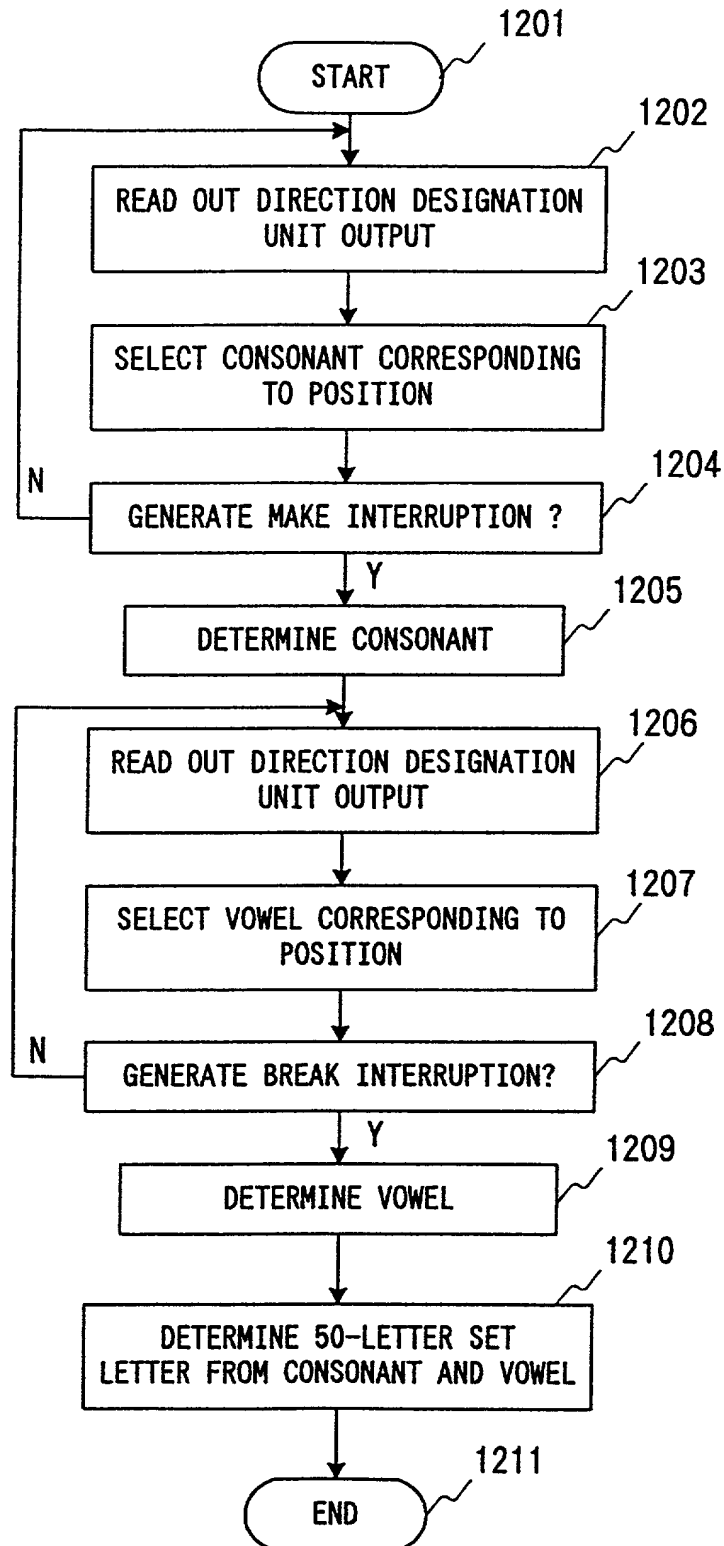 1201
START
1202
READ OUT DIRECTION DESIGNATION
UNIT OUTPUT
1203
SELECT CONSONANT CORRESPONDING
TO POSITION
1204
N
GENERATE MAKE INTERRUPTION ?
Y
1205
DETERMINE CONSONANT
1206
READ OUT DIRECTION DESIGNATION
UNIT OUTPUT
1207
SELECT VOWEL CORRESPONDING TO
POSITION
1208
N
GENERATE BREAK INTERRUPTION?
Y
1209
DETERMINE VOWEL
1210
DETERMINE 50-LETTER SET
LETTER FROM CONSONANT AND VOWEL
1211
END